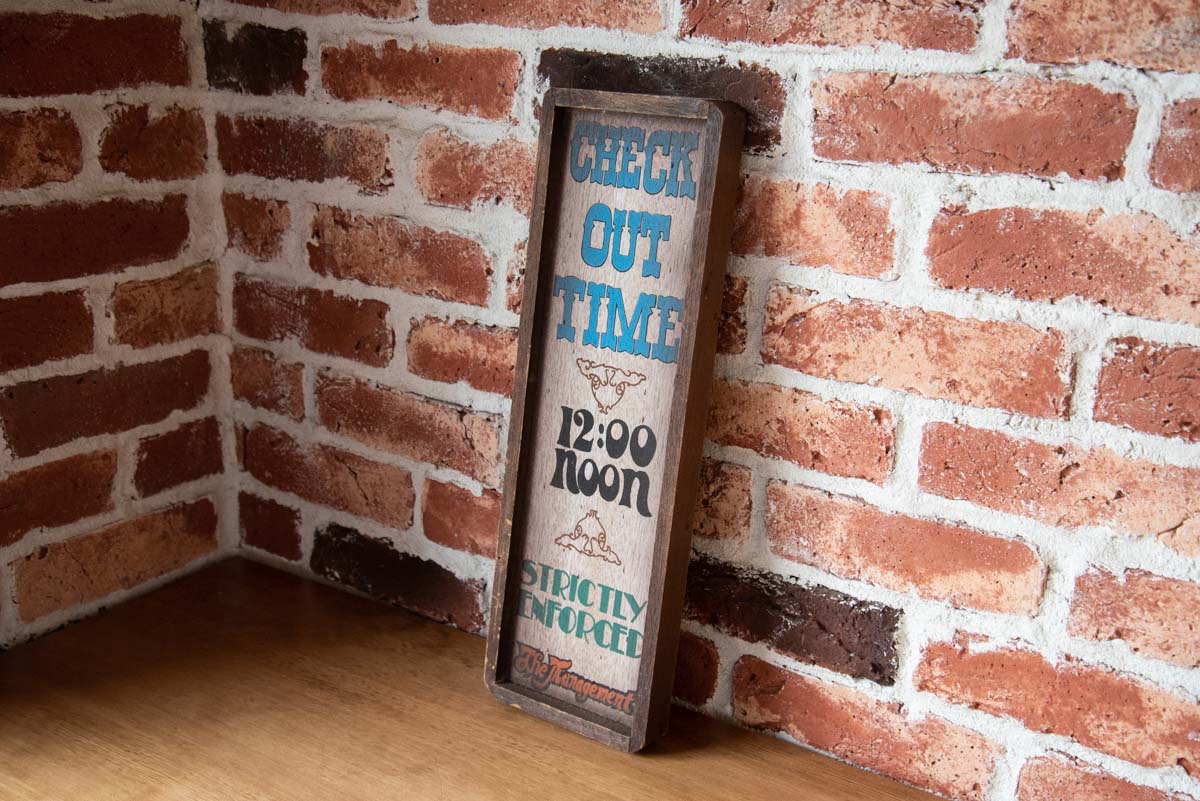 CHECK
OUT
TIME
12:00
NOON
STRICTLY
ENFORCED
The Management